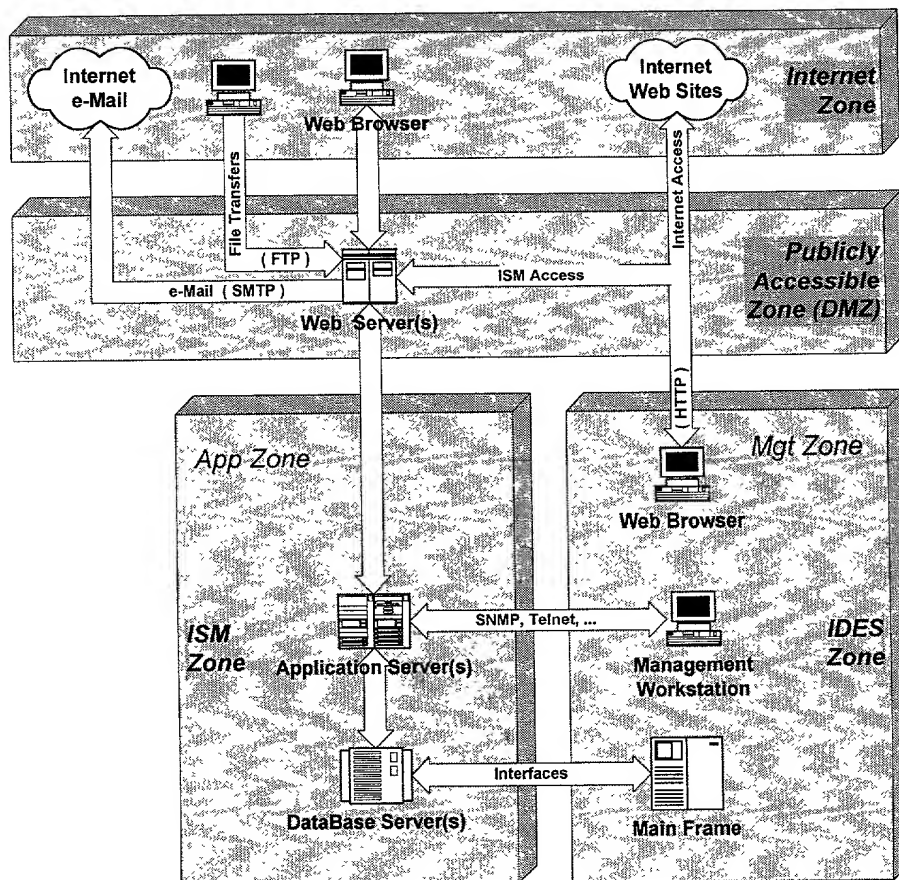 Internet
e-Mail
Web Browser
Internet
Web Sites
Internet
Zone
File Transfers
( FTP )
e-Mail ( SMTP )
Web Server(s)
ISM Access
Internet Access
Publicly
Accessible
Zone (DMZ)
( HTTP )
App Zone
Mgt Zone
Web Browser
ISM
Zone
Application Server(s)
SNMP, Telnet, ...
Management
Workstation
IDES
Zone
DataBase Server(s)
Interfaces
Main Frame